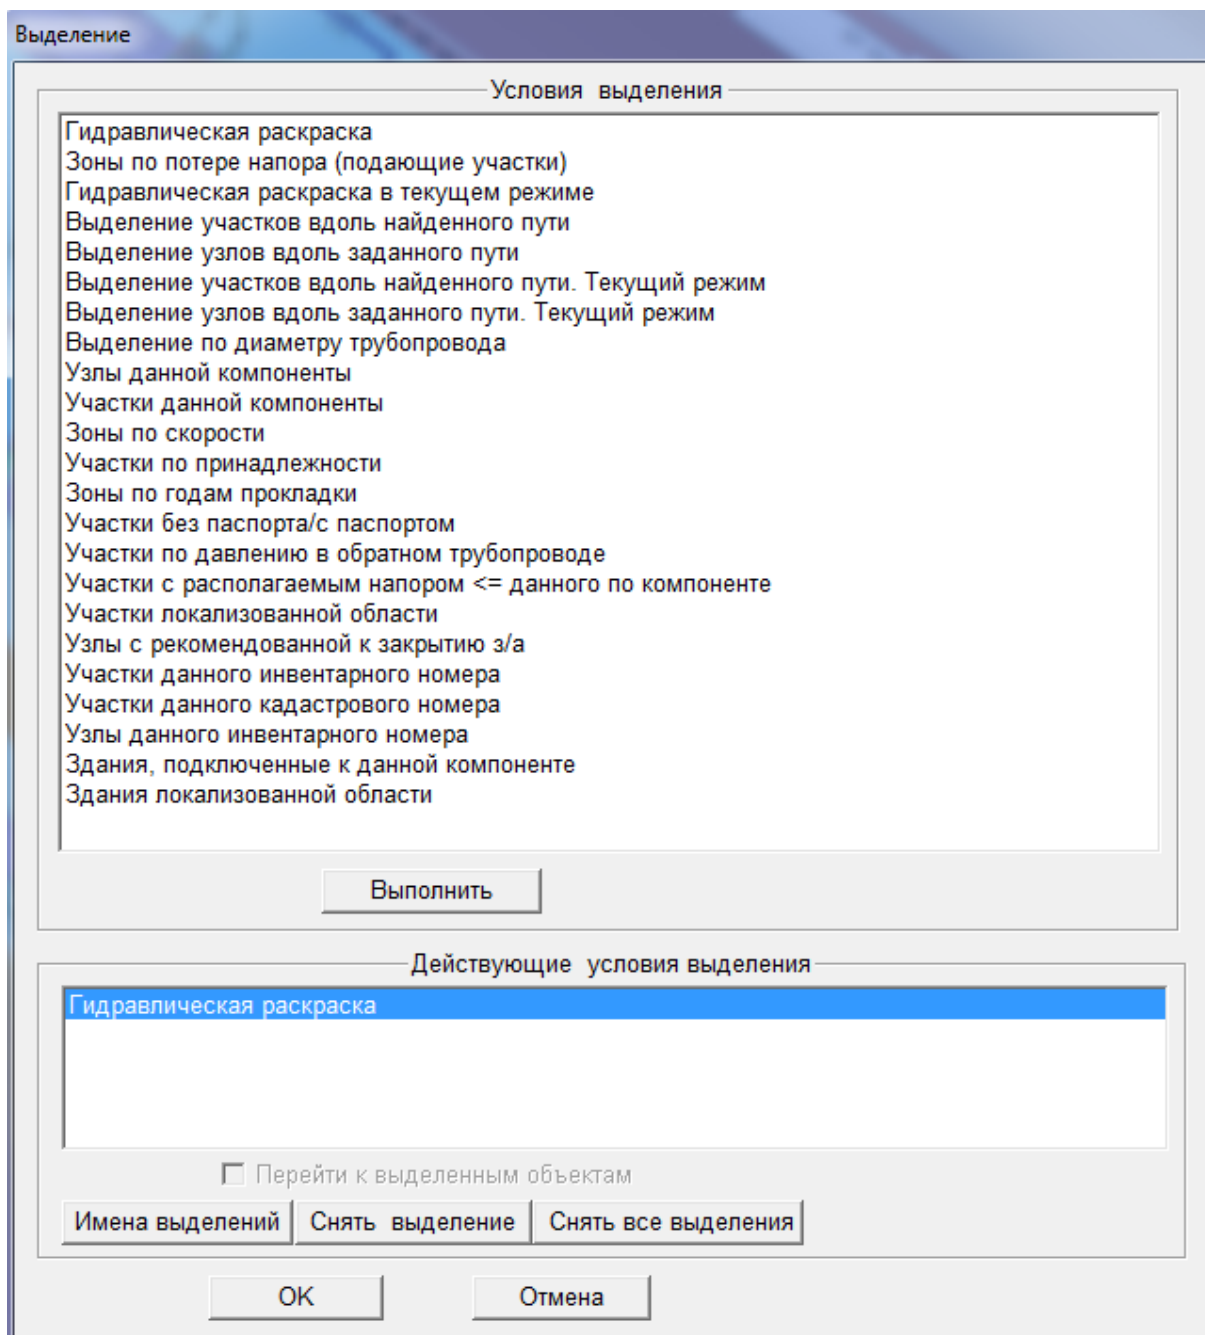 Выделение
Условия выделения
Гидравлическая раскраска
Зоны по потере напора (подающие участки)
Гидравлическая раскраска в текущем режиме
Выделение участков вдоль найденного пути
Выделение узлов вдоль заданного пути
Выделение участков вдоль найденного пути. Текущий режим
Выделение узлов вдоль заданного пути. Текущий режим
Выделение по диаметру трубопровода
Узлы данной компоненты
Участки данной компоненты
Зоны по скорости
Участки по принадлежности
Зоны по годам прокладки
Участки без паспорта/с паспортом
Участки по давлению в обратном трубопроводе
Участки с располагаемым напором <= данного по компоненте
Участки локализованной области
Узлы с рекомендованной к закрытию з/а
Участки данного инвентарного номера
Участки данного кадастрового номера
Узлы данного инвентарного номера
Здания, подключенные к данной компоненте
Здания локализованной области
Выполнить
Действующие условия выделения
Гидравлическая раскраска
Перейти к выделенным объектам
Имена выделений Снять выделение Снять все выделения
OK Отмена